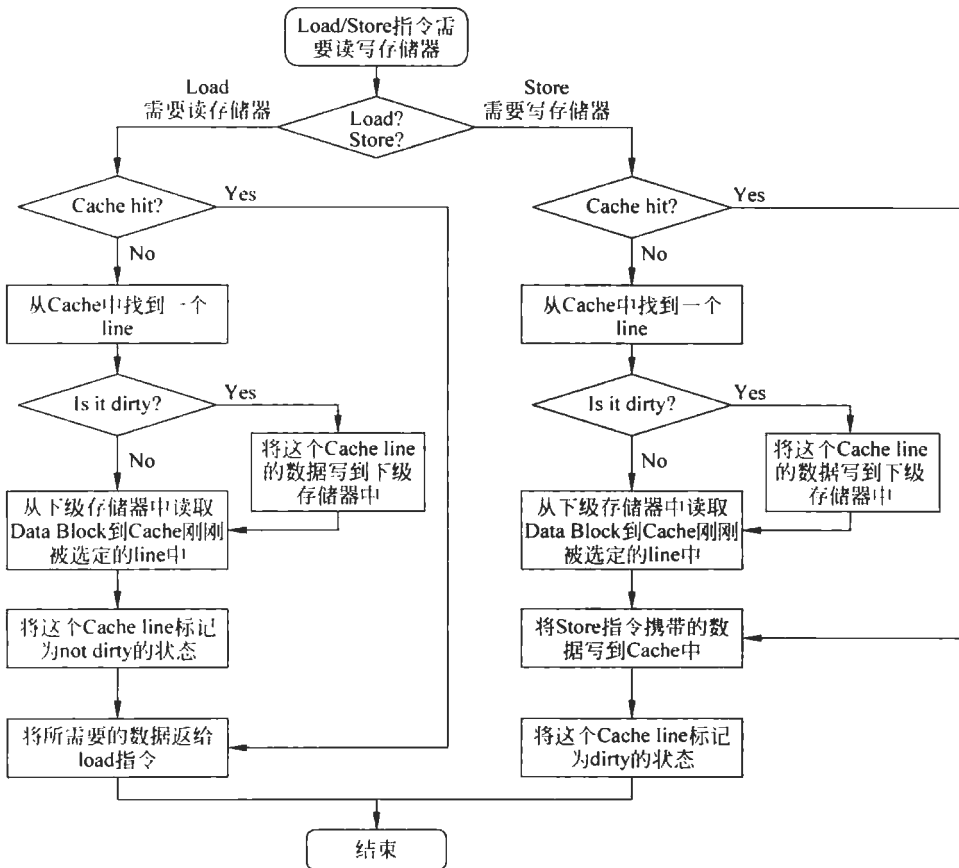 Load/Store指令需
要读写存储器
Load
需要读存储器
Load?
Store?
Store
需要写存储器
Cache hit?
Yes
No
从Cache中找到一个
line
Is it dirty?
Yes
将这个Cache line
的数据写到下级
存储器中
No
从下级存储器中读取
Data Block到Cache刚刚
被选定的line中
将这个Cache line标记
为not dirty的状态
将所需要的数据返给
load指令
Cache hit?
Yes
No
从Cache中找到一个
line
Is it dirty?
Yes
将这个Cache line
的数据写到下级
存储器中
No
从下级存储器中读取
Data Block到Cache刚刚
被选定的line中
将Store指令携带的数
据写到Cache中
将这个Cache line标记
为dirty的状态
结束